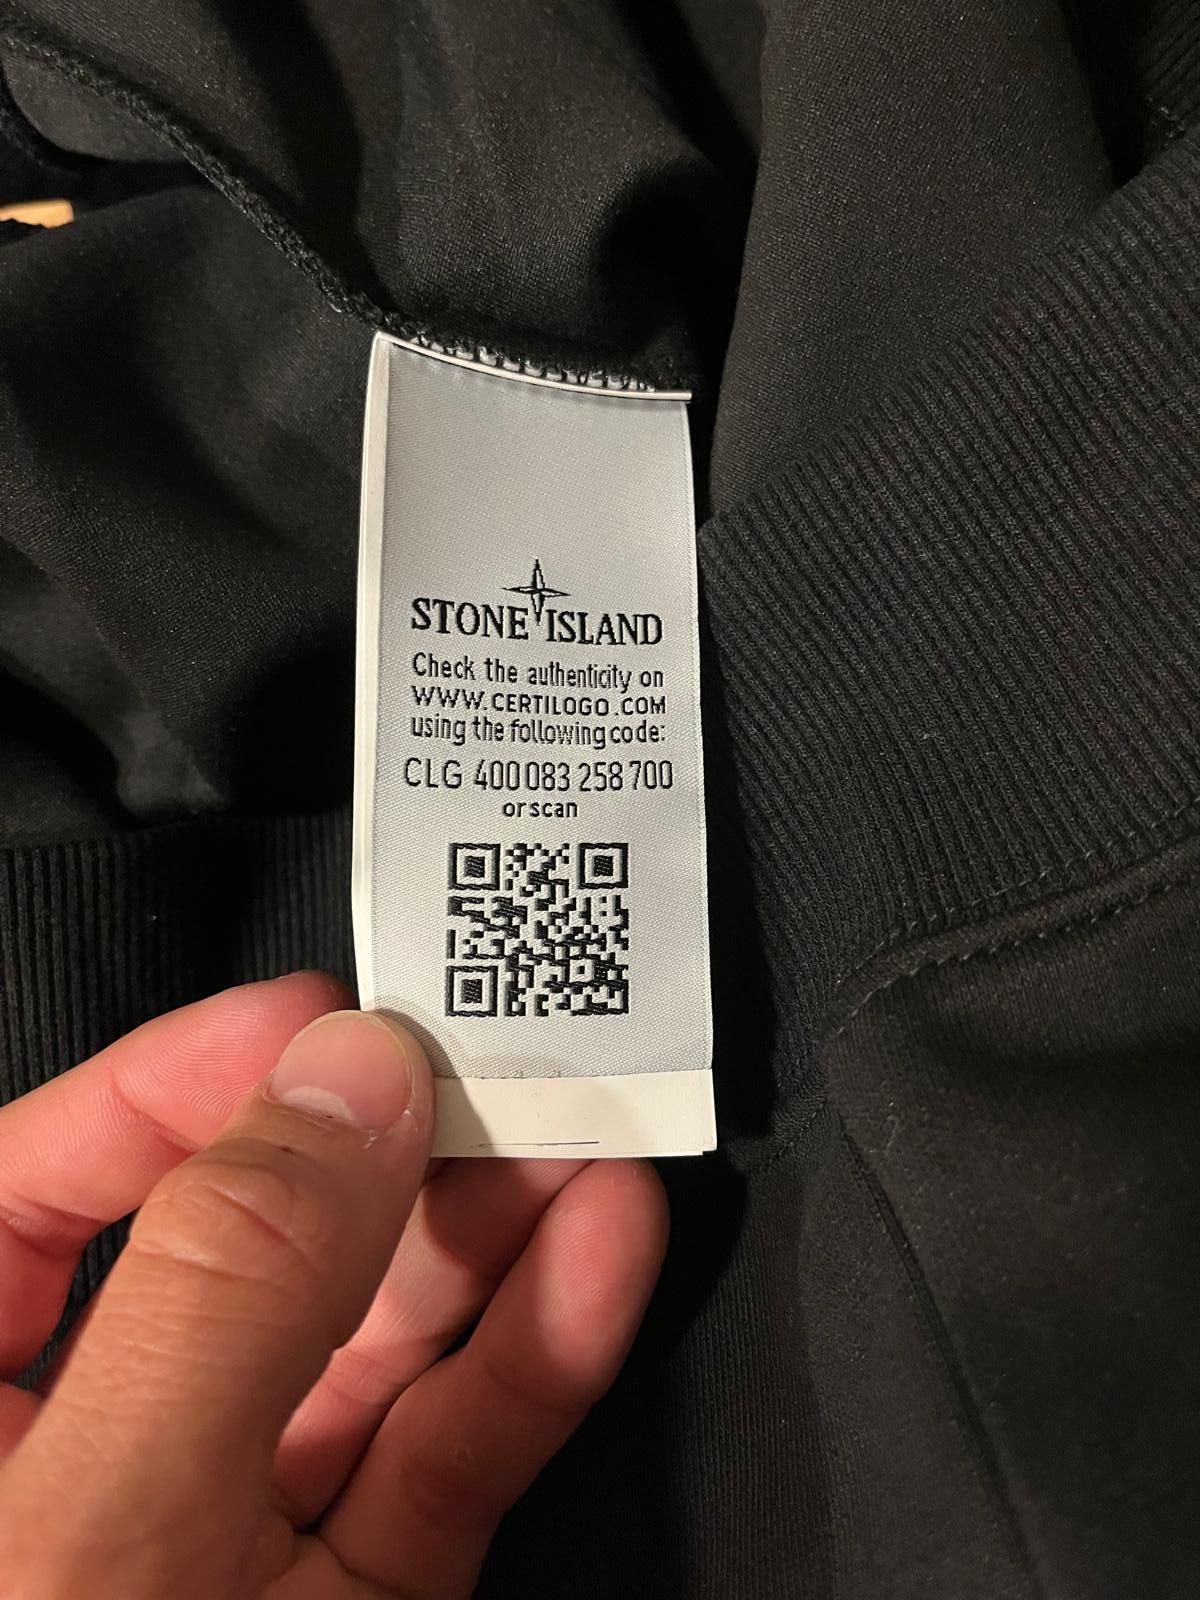 STONE ISLAND
Check the authenticity on
WWW.CERTILOGO.COM
using the following code:
CLG 400 083 258 700
or scan